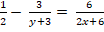 1/2 - 3/(y+3) = 6/(2x+6)